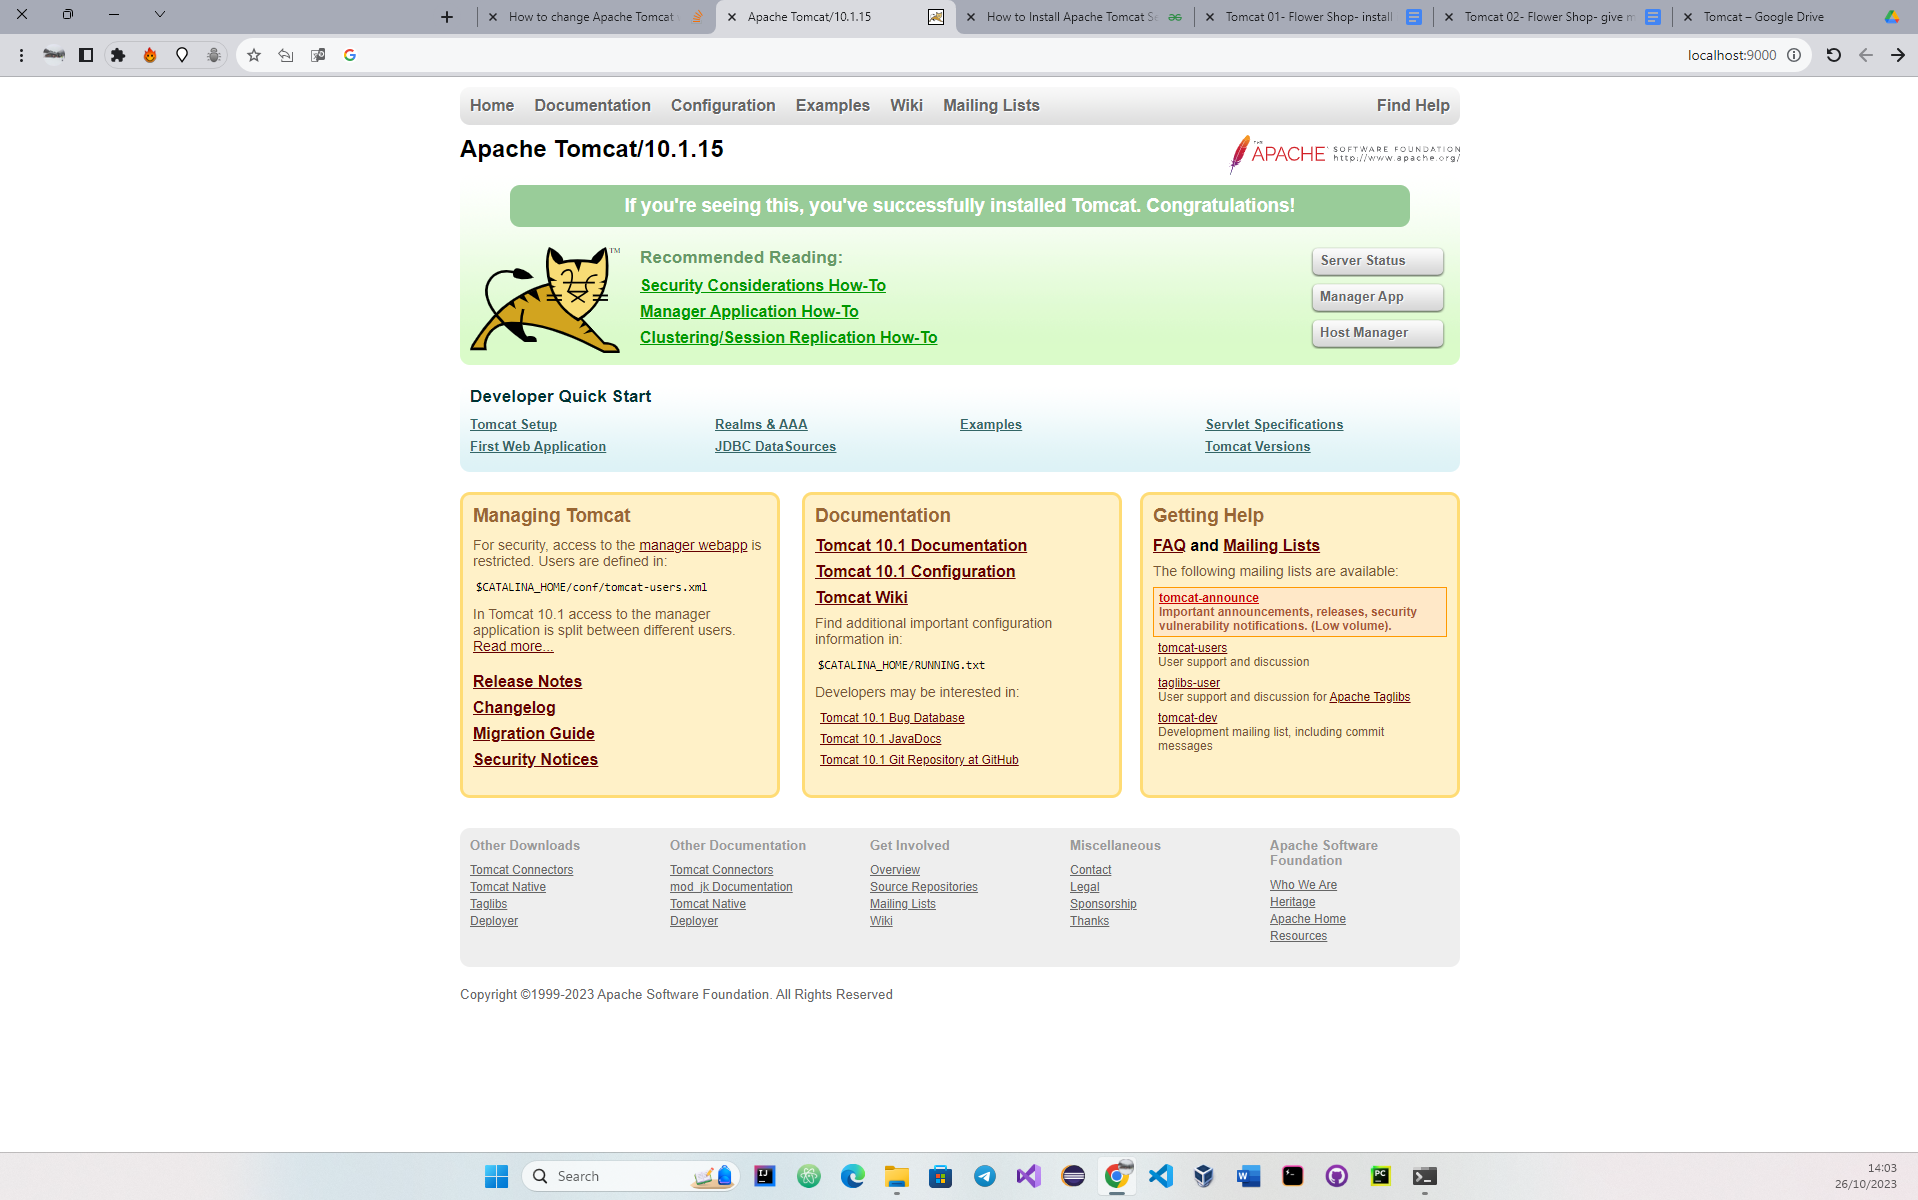 How to change Apache Tomcat
Apache Tomcat/10.1.15
How to Install Apache Tomcat Se
Tomcat 01- Flower Shop- install
Tomcat 02- Flower Shop- give m
Tomcat – Google Drive
localhost:9000
Home Documentation Configuration Examples Wiki Mailing Lists Find Help
Apache Tomcat/10.1.15
THE APACHE SOFTWARE FOUNDATION
http://www.apache.org/
If you're seeing this, you've successfully installed Tomcat. Congratulations!
TM
Recommended Reading:
Security Considerations How-To
Manager Application How-To
Clustering/Session Replication How-To
Server Status
Manager App
Host Manager
Developer Quick Start
Tomcat Setup
First Web Application
Realms & AAA
JDBC DataSources
Examples
Servlet Specifications
Tomcat Versions
Managing Tomcat
For security, access to the manager webapp is
restricted. Users are defined in:
$CATALINA_HOME/conf/tomcat-users.xml
In Tomcat 10.1 access to the manager
application is split between different users.
Read more...
Release Notes
Changelog
Migration Guide
Security Notices
Documentation
Tomcat 10.1 Documentation
Tomcat 10.1 Configuration
Tomcat Wiki
Find additional important configuration
information in:
$CATALINA_HOME/RUNNING.txt
Developers may be interested in:
Tomcat 10.1 Bug Database
Tomcat 10.1 JavaDocs
Tomcat 10.1 Git Repository at GitHub
Getting Help
FAQ and Mailing Lists
The following mailing lists are available:
tomcat-announce
Important announcements, releases, security
vulnerability notifications. (Low volume).
tomcat-users
User support and discussion
taglibs-user
User support and discussion for Apache Taglibs
tomcat-dev
Development mailing list, including commit
messages
Other Downloads
Tomcat Connectors
Tomcat Native
Taglibs
Deployer
Other Documentation
Tomcat Connectors
mod_jk Documentation
Tomcat Native
Deployer
Get Involved
Overview
Source Repositories
Mailing Lists
Wiki
Miscellaneous
Contact
Legal
Sponsorship
Thanks
Apache Software
Foundation
Who We Are
Heritage
Apache Home
Resources
Copyright ©1999-2023 Apache Software Foundation. All Rights Reserved
Search
14:03
26/10/2023